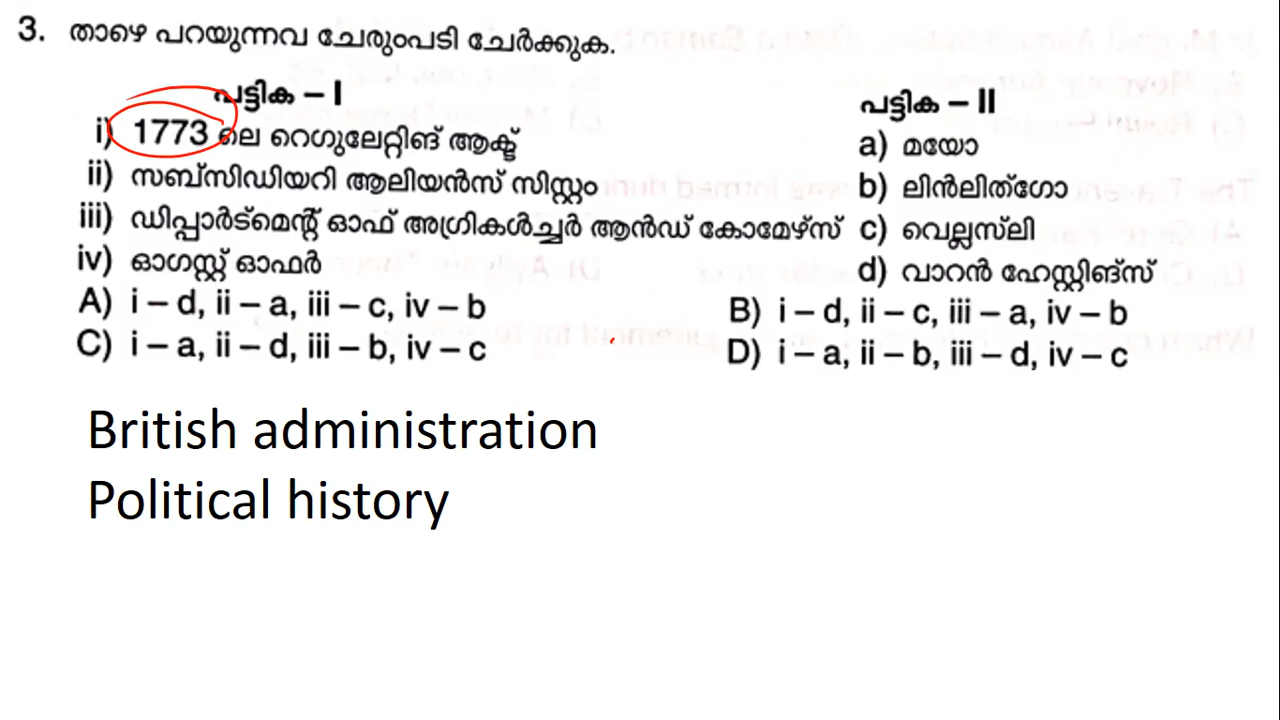 3. താഴെ പറയുന്നവ ചേരുംപടി ചേർക്കുക.
പട്ടിക – I പട്ടിക – II
i) 1773 ലെ റെഗുലേറ്റിങ് ആക്ട് a) മയോ
ii) സബ്സിഡിയറി ആലിയൻസ് സിസ്റ്റം b) ലിൻലിത്ഗോ
iii) ഡിപ്പാർട്മെന്റ് ഓഫ് അഗ്രികൾച്ചർ ആൻഡ് കോമേഴ്സ് c) വെല്ലസ്ലി
iv) ഓഗസ്റ്റ് ഓഫർ d) വാറൻ ഹേസ്റ്റിങ്സ്
A) i – d, ii – a, iii – c, iv – b B) i – d, ii – c, iii – a, iv – b
C) i – a, ii – d, iii – b, iv – c D) i – a, ii – b, iii – d, iv – c
British administration
Political history